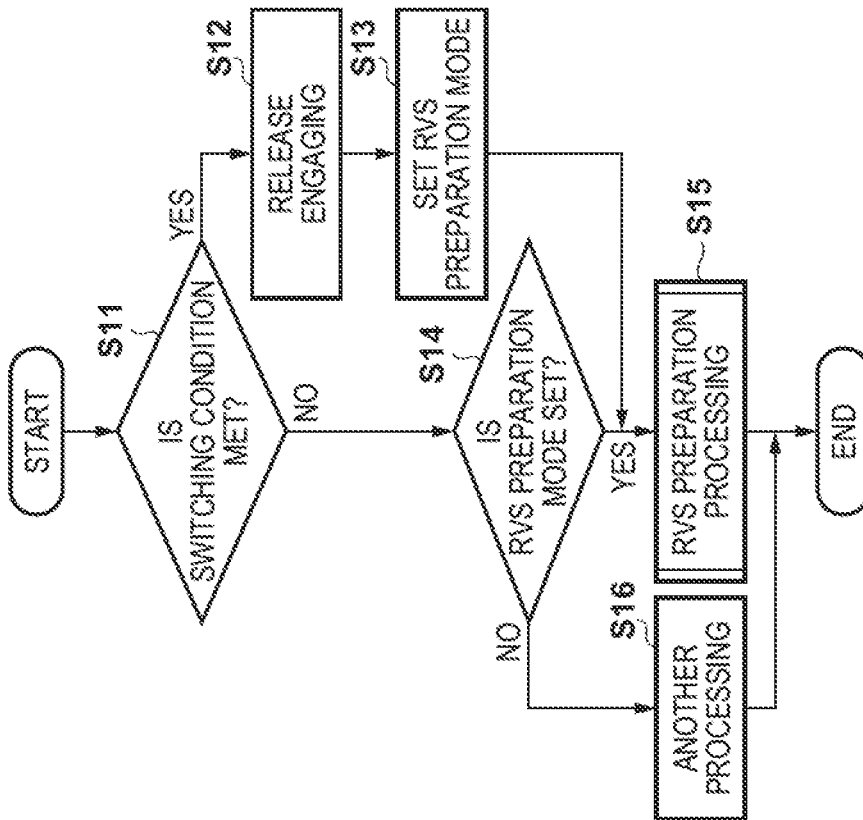 START
S11
IS
SWITCHING CONDITION
MET?
YES
NO
S12
RELEASE
ENGAGING
S13
SET RVS
PREPARATION MODE
S14
IS
RVS PREPARATION
MODE SET?
YES
NO
S15
RVS PREPARATION
PROCESSING
S16
ANOTHER
PROCESSING
END